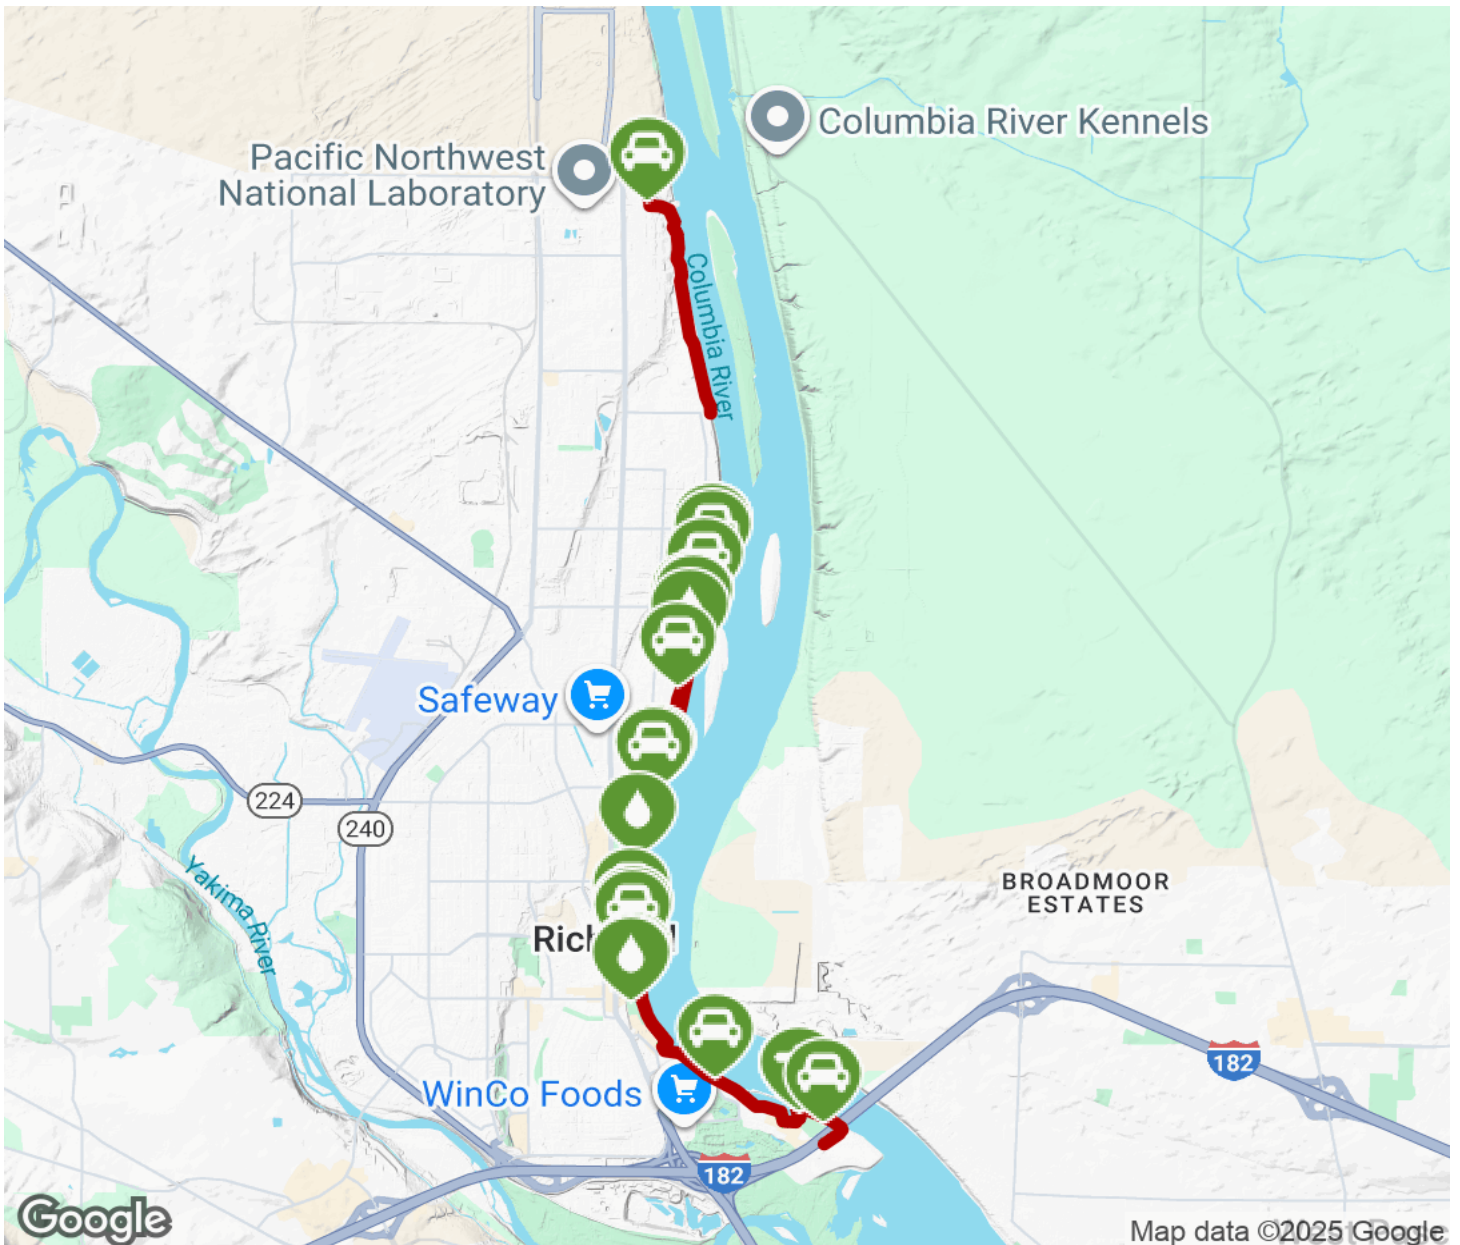 Columbia River Kennels
Pacific Northwest
National Laboratory
Columbia River
Safeway
224
240
Yakima River
BROADMOOR
ESTATES
182
WinCo Foods
182
Google
Map data ©2025 Google